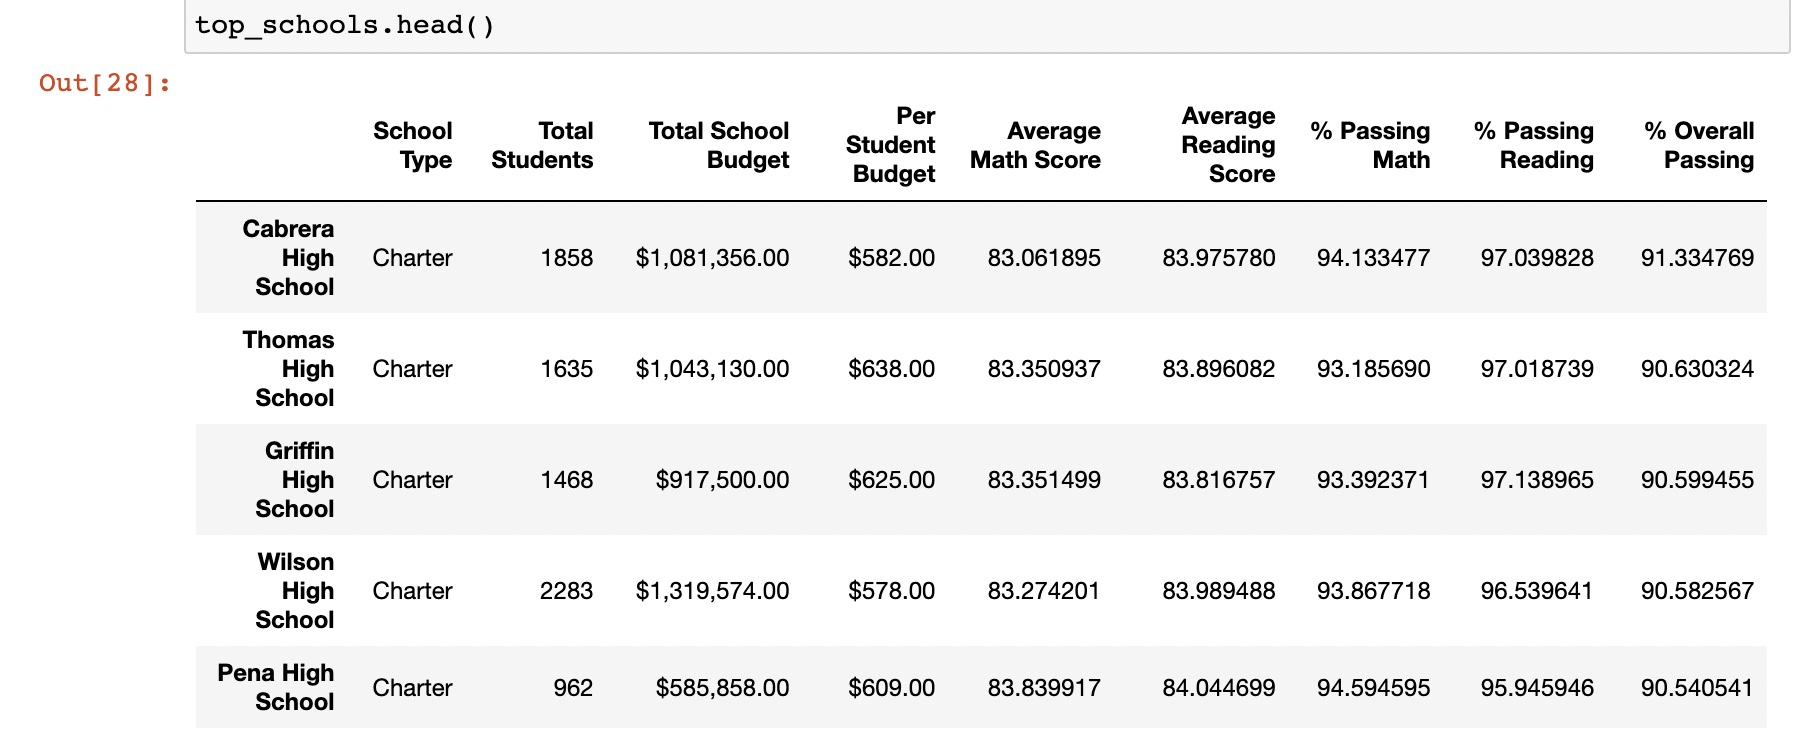 top_schools.head()
Out[28]:
School Type Total Students Total School Budget Per Student Budget Average Math Score Average Reading Score % Passing Math % Passing Reading % Overall Passing
Cabrera High School Charter 1858 $1,081,356.00 $582.00 83.061895 83.975780 94.133477 97.039828 91.334769
Thomas High School Charter 1635 $1,043,130.00 $638.00 83.350937 83.896082 93.185690 97.018739 90.630324
Griffin High School Charter 1468 $917,500.00 $625.00 83.351499 83.816757 93.392371 97.138965 90.599455
Wilson High School Charter 2283 $1,319,574.00 $578.00 83.274201 83.989488 93.867718 96.539641 90.582567
Pena High School Charter 962 $585,858.00 $609.00 83.839917 84.044699 94.594595 95.945946 90.540541